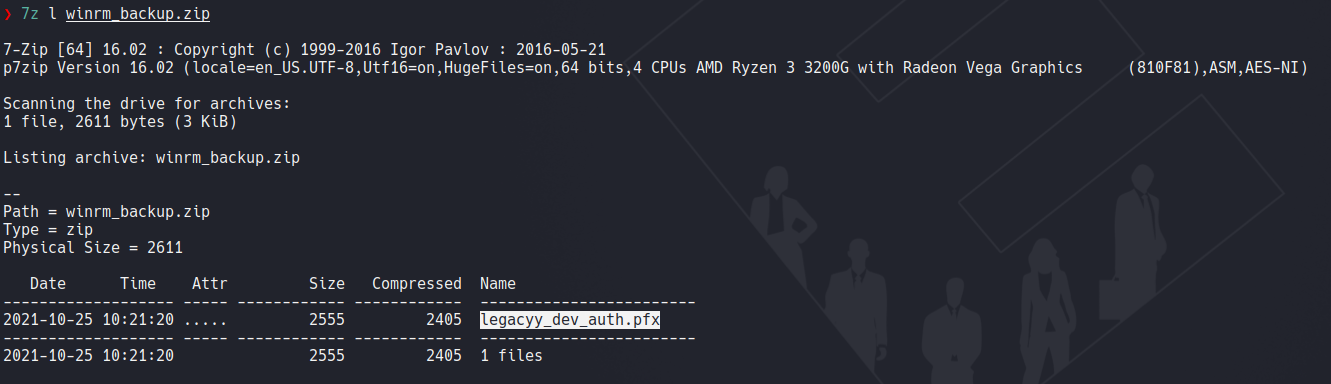 ❯ 7z l winrm_backup.zip
7-Zip [64] 16.02 : Copyright (c) 1999-2016 Igor Pavlov : 2016-05-21
p7zip Version 16.02 (locale=en_US.UTF-8,Utf16=on,HugeFiles=on,64 bits,4 CPUs AMD Ryzen 3 3200G with Radeon Vega Graphics     (810F81),ASM,AES-NI)
Scanning the drive for archives:
1 file, 2611 bytes (3 KiB)
Listing archive: winrm_backup.zip
--
Path = winrm_backup.zip
Type = zip
Physical Size = 2611
   Date      Time    Attr         Size   Compressed  Name
------------------- ----- ------------ ------------  ------------------------
2021-10-25 10:21:20 .....         2555         2405  legacyy_dev_auth.pfx
------------------- ----- ------------ ------------  ------------------------
2021-10-25 10:21:20               2555         2405  1 files